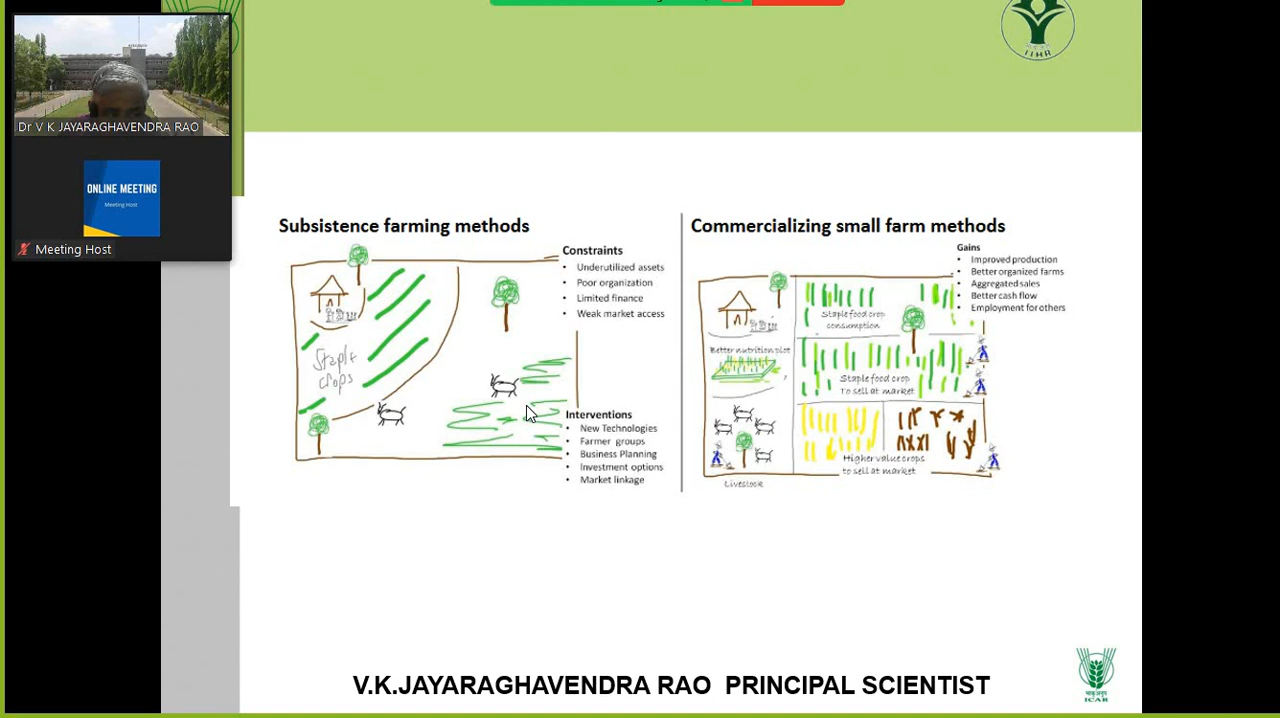 IIHR
Dr V K JAYARAGHAVENDRA RAO
ONLINE MEETING
Meeting Host
Meeting Host
Subsistence farming methods
Constraints
• Underutilized assets
• Poor organization
• Limited finance
• Weak market access
Staple
crops
Interventions
• New Technologies
• Farmer groups
• Business Planning
• Investment options
• Market linkage
Commercializing small farm methods
Gains
• Improved production
• Better organized farms
• Aggregated sales
• Better cash flow
• Employment for others
Staple food crop
consumption
Better nutrition plot
Staple food crop
To sell at market
Higher value crops
to sell at market
Livestock
V.K.JAYARAGHAVENDRA RAO PRINCIPAL SCIENTIST
ICAR